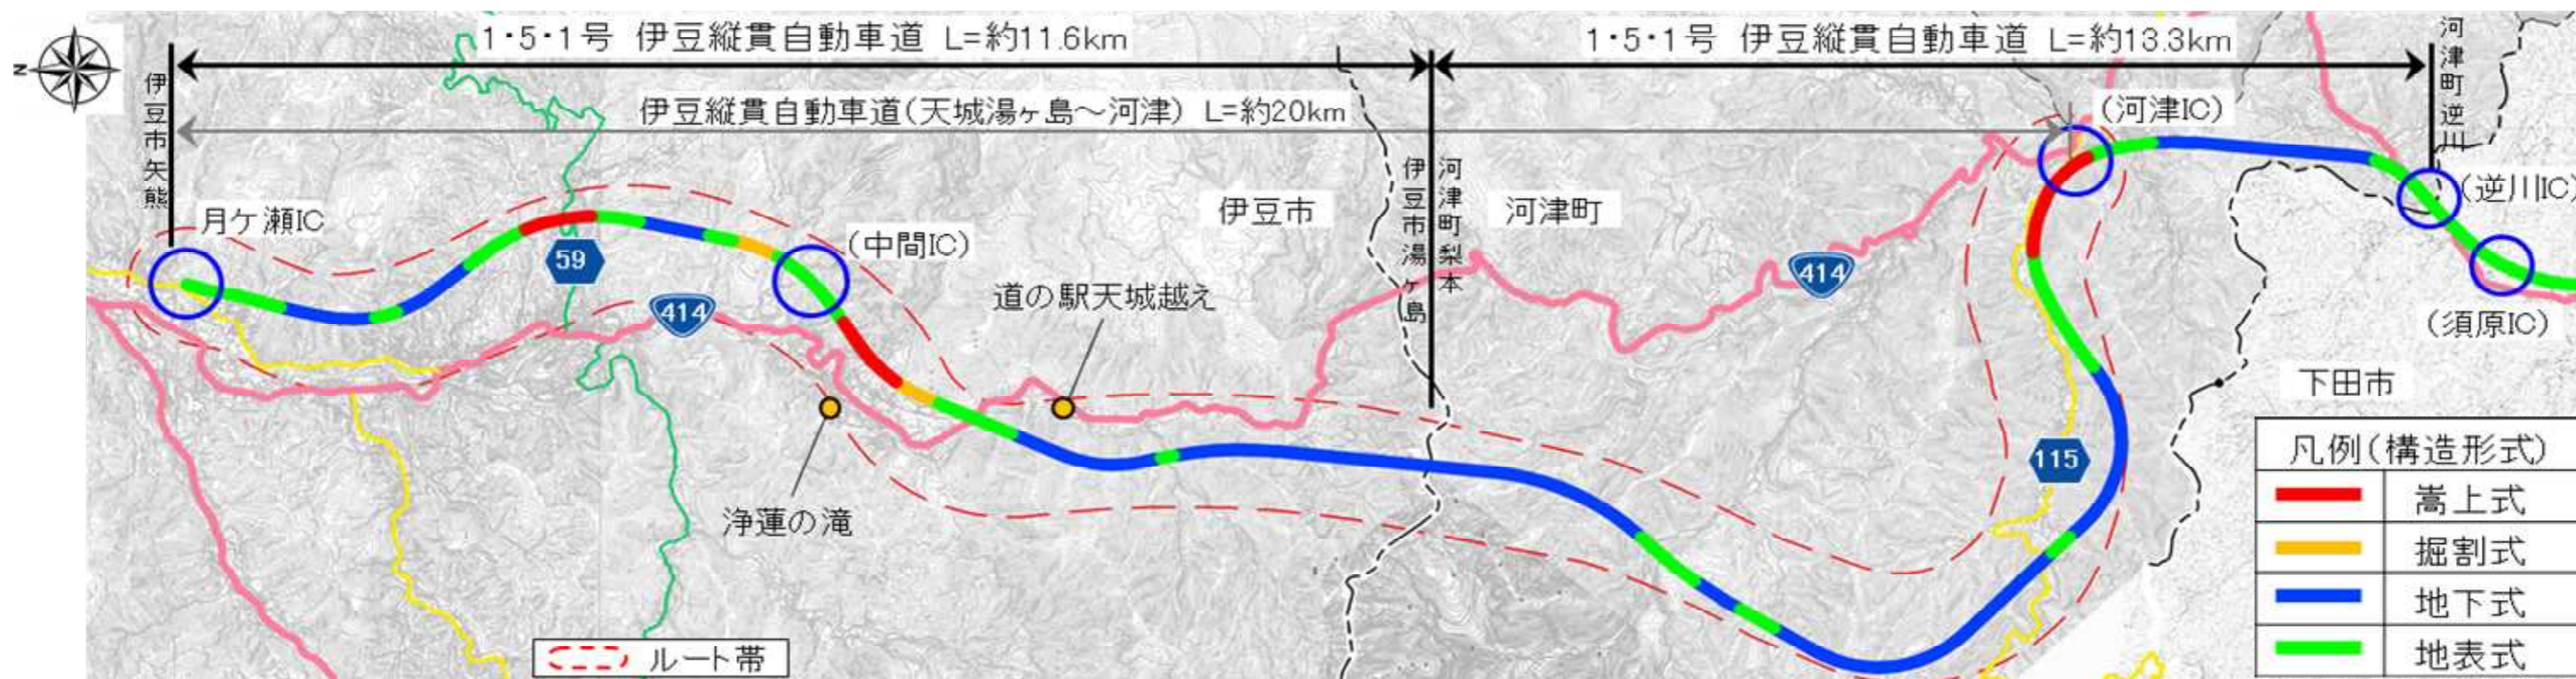 1・5・1号 伊豆縦貫自動車道 L=約11.6km
1・5・1号 伊豆縦貫自動車道 L=約13.3km
N
伊豆市矢熊
河津町逆川
伊豆縦貫自動車道(天城湯ヶ島～河津) L=約20km
(河津IC)
伊豆市湯ヶ島
河津町梨本
月ケ瀬IC
伊豆市
河津町
(逆川IC)
(中間IC)
59
414
414
道の駅天城越え
(須原IC)
下田市
115
浄蓮の滝
凡例(構造形式)
嵩上式
掘割式
地下式
地表式
ルート帯